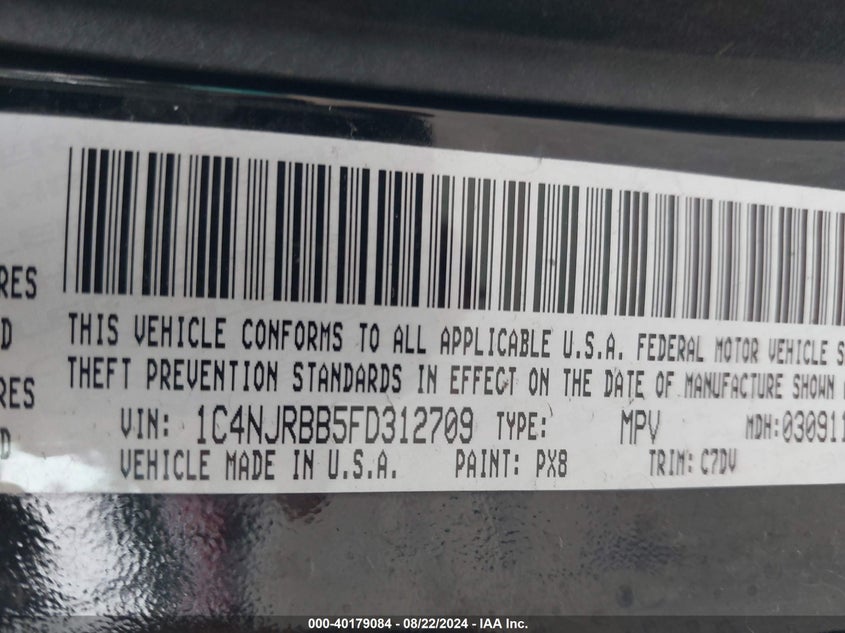 RES
D
RES
D
THIS VEHICLE CONFORMS TO ALL APPLICABLE U.S.A. FEDERAL MOTOR VEHICLE S
THEFT PREVENTION STANDARDS IN EFFECT ON THE DATE OF MANUFACTURE SHOWN
VIN: 1C4NJRBB5FD312709 TYPE: MPV MDH:030911
VEHICLE MADE IN U.S.A. PAINT: PX8 TRIM: C7DV
000-40179084 - 08/22/2024 - IAA Inc.